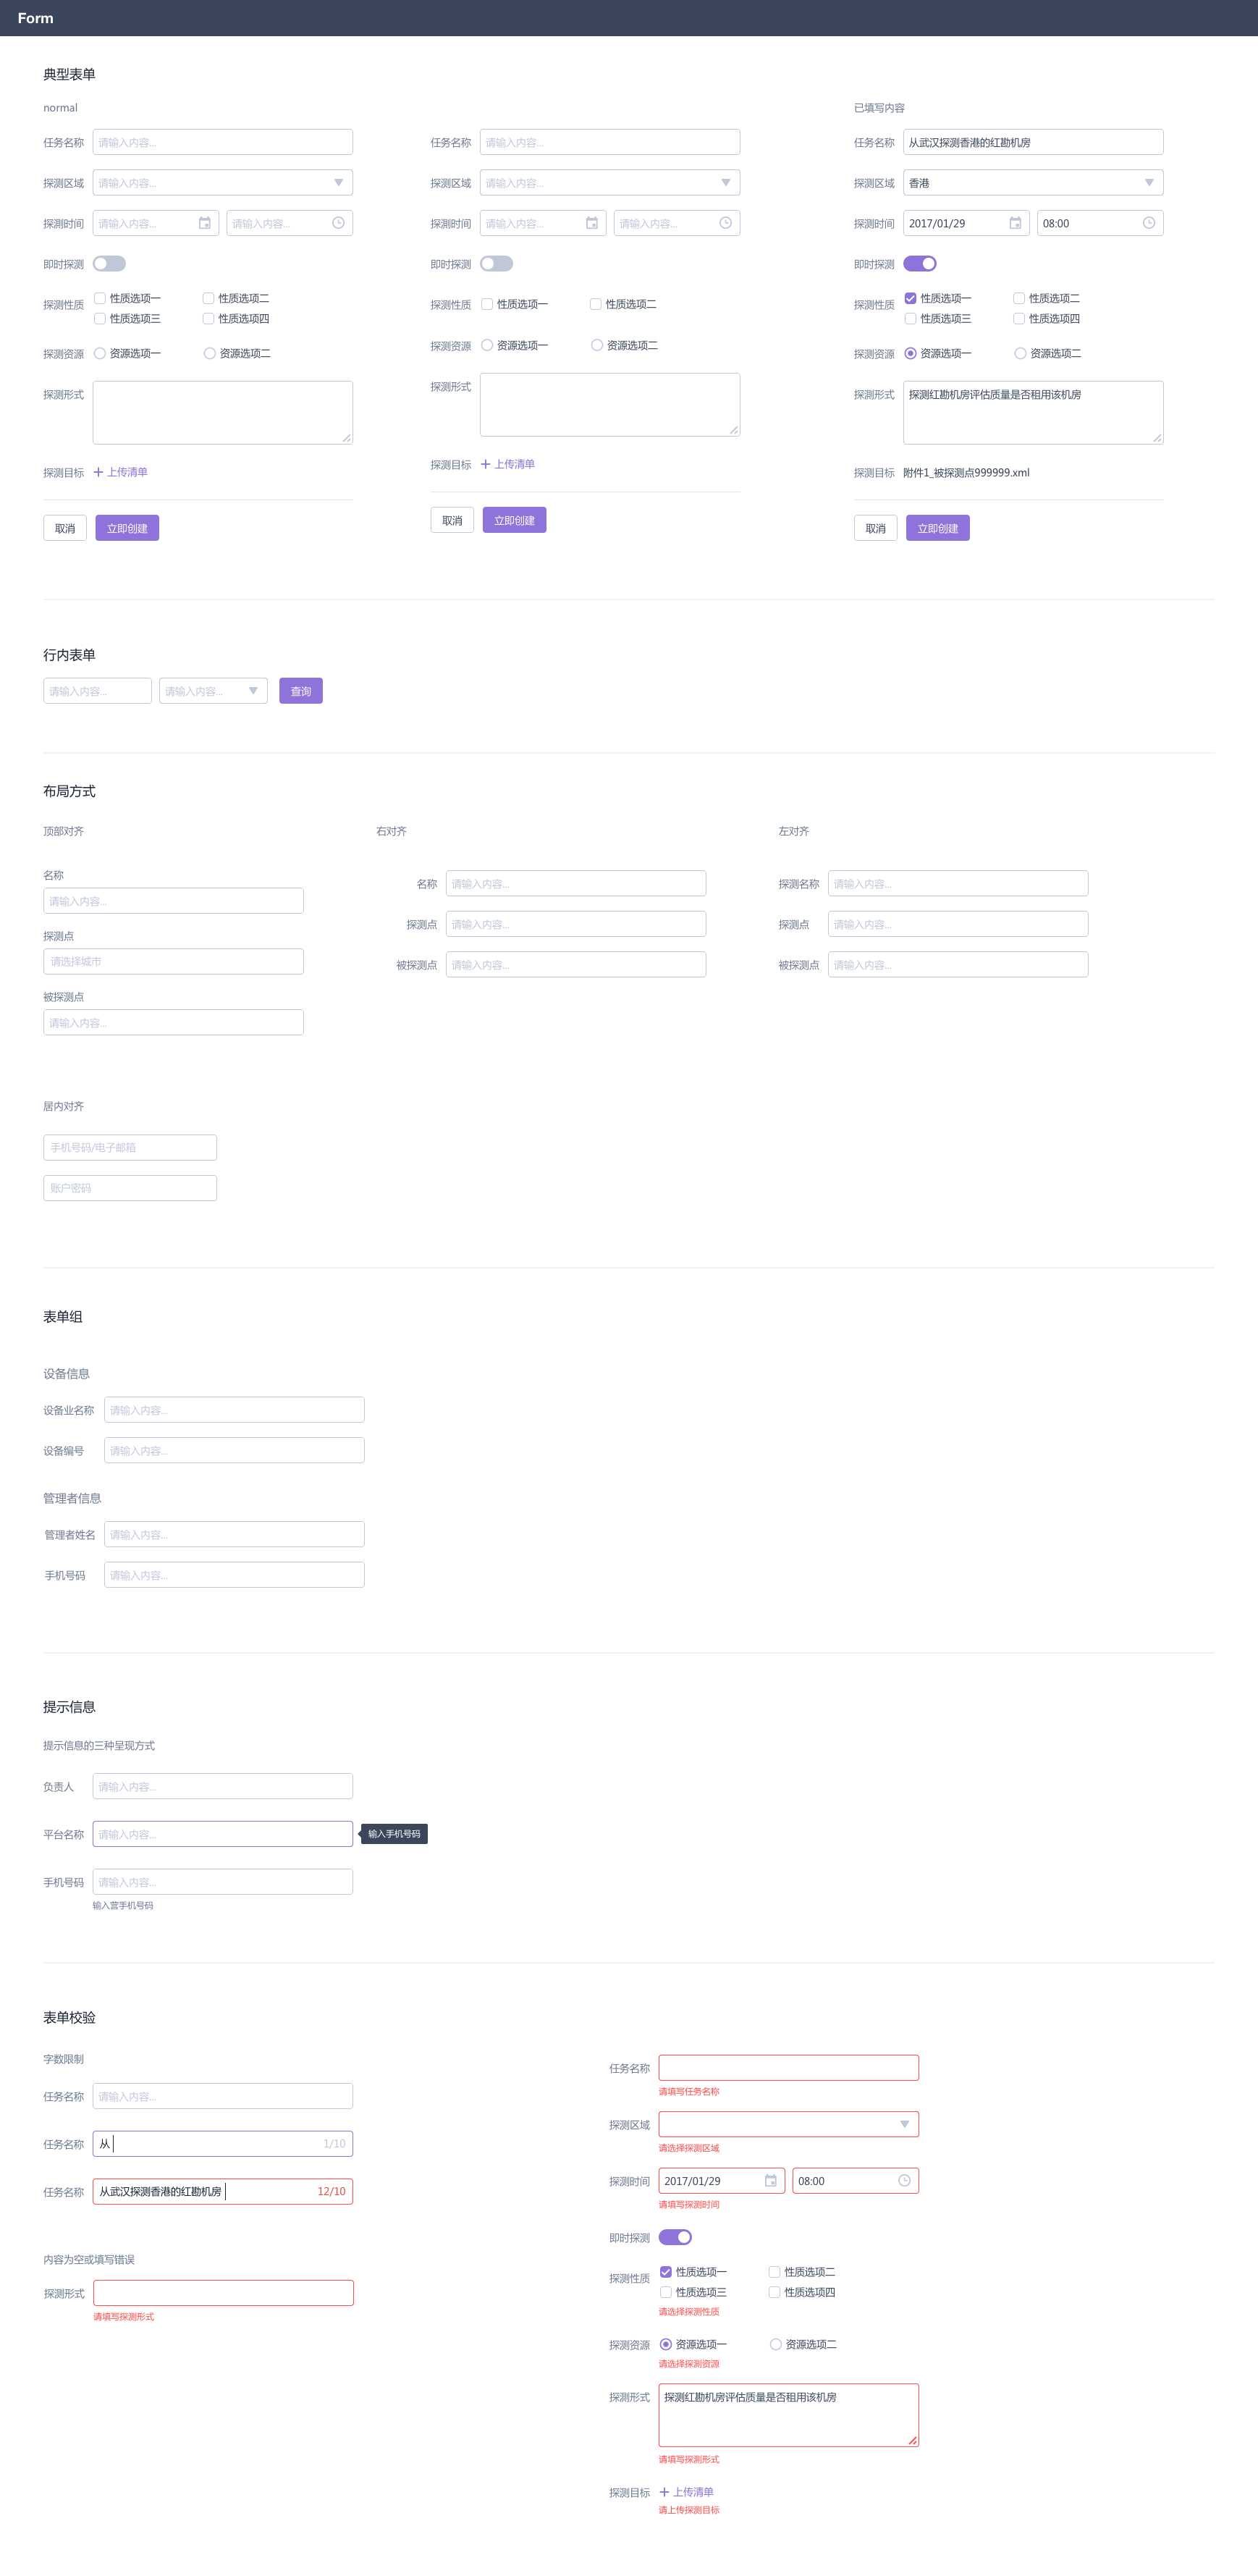 Form
典型表单
normal
任务名称 请输入内容...
探测区域 请输入内容...
探测时间 请输入内容... 请输入内容...
即时探测
探测性质 性质选项一 性质选项二
性质选项三 性质选项四
探测资源 资源选项一 资源选项二
探测形式
探测目标 上传清单
取消 立即创建
任务名称 请输入内容...
探测区域 请输入内容...
探测时间 请输入内容... 请输入内容...
即时探测
探测性质 性质选项一 性质选项二
探测资源 资源选项一 资源选项二
探测形式
探测目标 上传清单
取消 立即创建
已填写内容
任务名称 从武汉探测香港的红勘机房
探测区域 香港
探测时间 2017/01/29 08:00
即时探测
探测性质 性质选项一 性质选项二
性质选项三 性质选项四
探测资源 资源选项一 资源选项二
探测形式 探测红勘机房评估质量是否租用该机房
探测目标 附件1_被探测点999999.xml
取消 立即创建
行内表单
请输入内容... 请输入内容... 查询
布局方式
顶部对齐
名称
请输入内容...
探测点
请选择城市
被探测点
请输入内容...
右对齐
名称 请输入内容...
探测点 请输入内容...
被探测点 请输入内容...
左对齐
探测名称 请输入内容...
探测点 请输入内容...
被探测点 请输入内容...
居内对齐
手机号码/电子邮箱
账户密码
表单组
设备信息
设备业名称 请输入内容...
设备编号 请输入内容...
管理者信息
管理者姓名 请输入内容...
手机号码 请输入内容...
提示信息
提示信息的三种呈现方式
负责人 请输入内容...
平台名称 请输入内容... 输入手机号码
手机号码 请输入内容...
输入营手机号码
表单校验
字数限制
任务名称 请输入内容...
任务名称 从 1/10
任务名称 从武汉探测香港的红勘机房 12/10
内容为空或填写错误
探测形式
请填写探测形式
任务名称
请填写任务名称
探测区域
请选择探测区域
探测时间 2017/01/29 08:00
请填写探测时间
即时探测
探测性质 性质选项一 性质选项二
性质选项三 性质选项四
请选择探测性质
探测资源 资源选项一 资源选项二
请选择探测资源
探测形式 探测红勘机房评估质量是否租用该机房
请填写探测形式
探测目标 上传清单
请上传探测目标